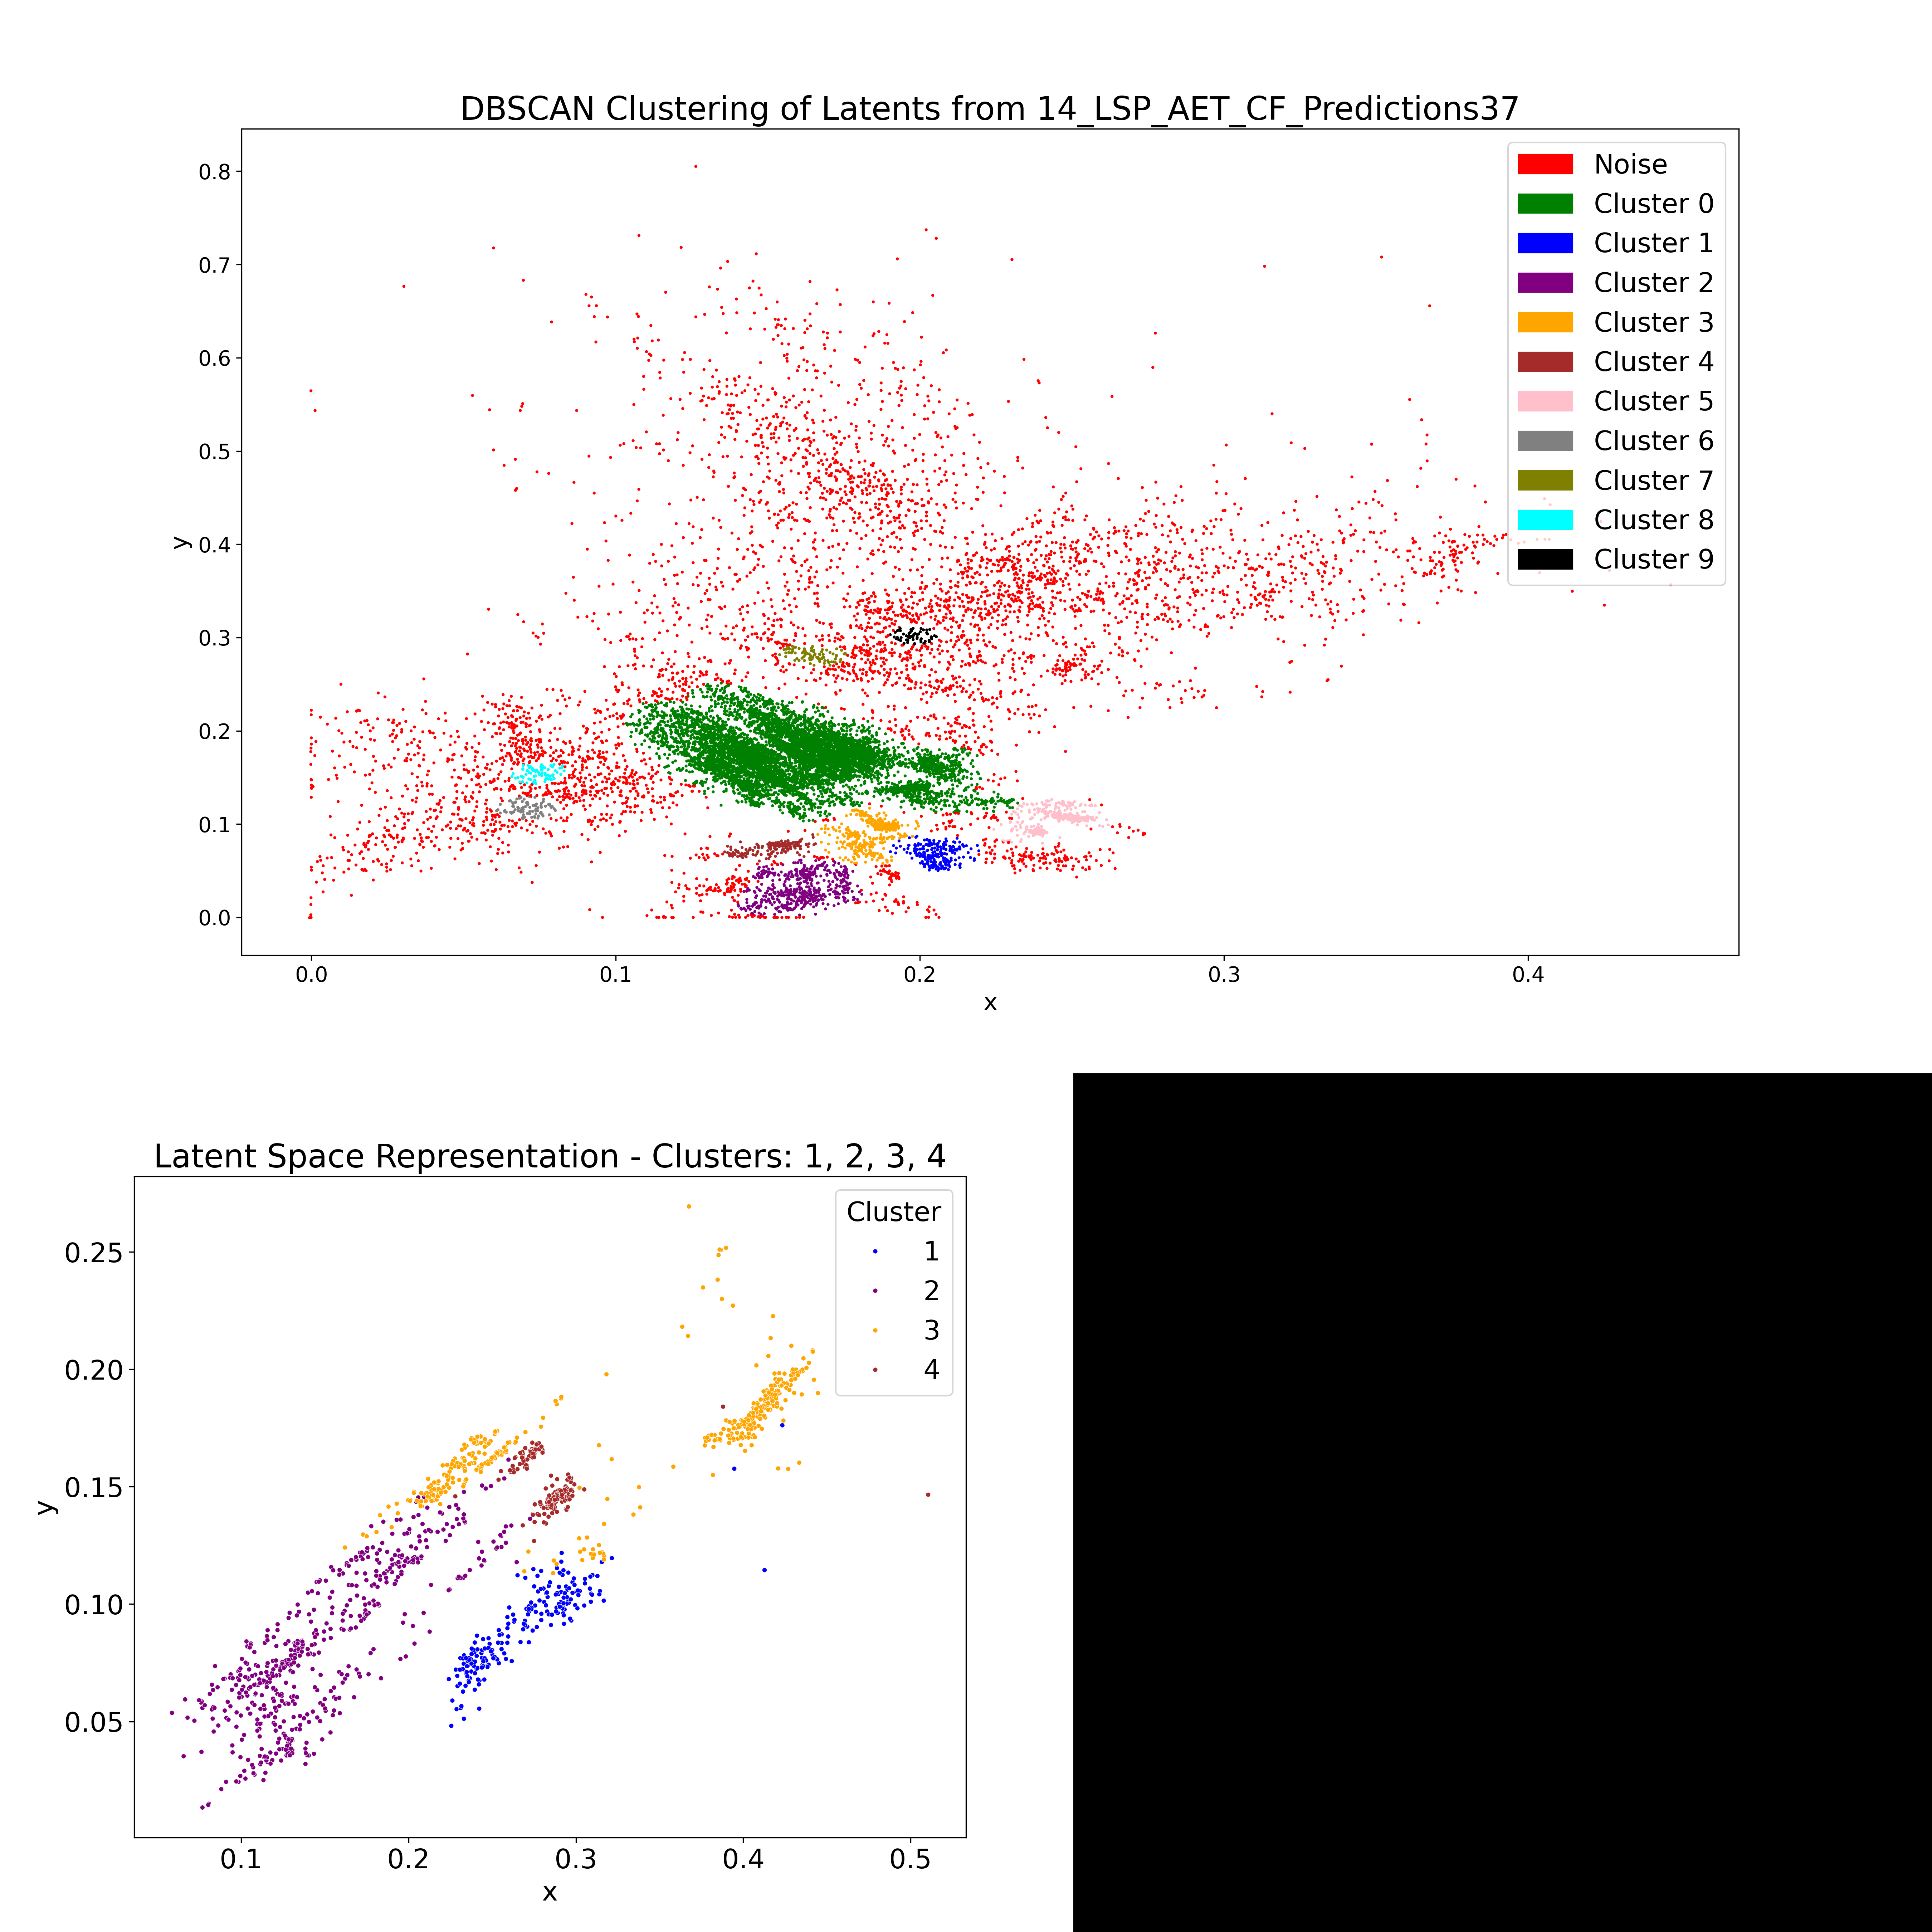 DBSCAN Clustering of Latents from 14_LSP_AET_CF_Predictions37
0.8
0.7
0.6
0.5
0.4
0.3
0.2
0.1
0.0
y
0.0 0.1 0.2 0.3 0.4
x
Noise
Cluster 0
Cluster 1
Cluster 2
Cluster 3
Cluster 4
Cluster 5
Cluster 6
Cluster 7
Cluster 8
Cluster 9
Latent Space Representation - Clusters: 1, 2, 3, 4
0.25
0.20
0.15
0.10
0.05
y
0.1 0.2 0.3 0.4 0.5
x
Cluster
1
2
3
4